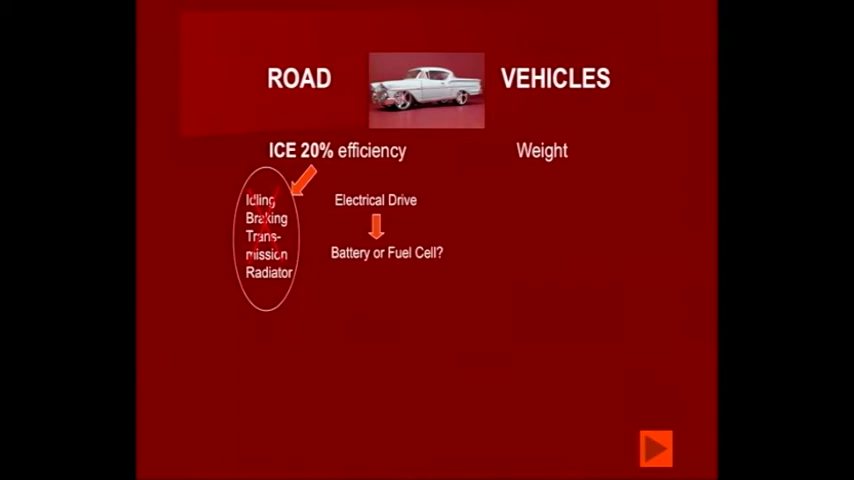 ROAD VEHICLES
ICE 20% efficiency
Weight
Idling
Braking
Trans-
mission
Radiator
Electrical Drive
Battery or Fuel Cell?